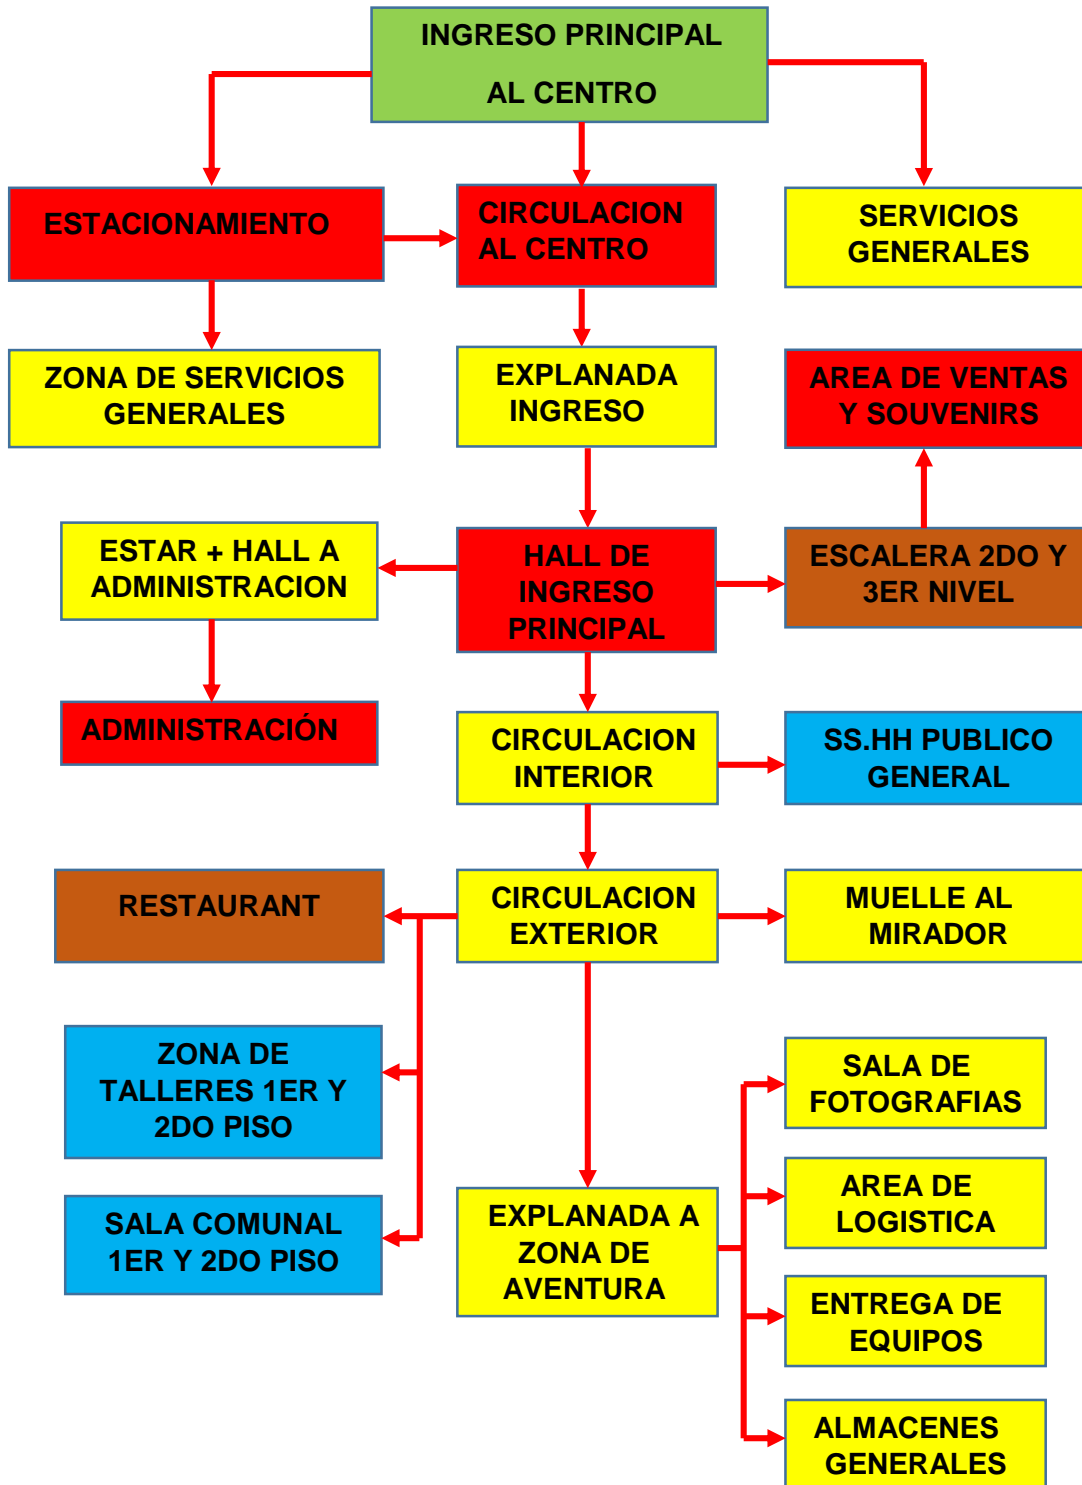 INGRESO PRINCIPAL
AL CENTRO
ESTACIONAMIENTO
CIRCULACION
AL CENTRO
SERVICIOS
GENERALES
ZONA DE SERVICIOS
GENERALES
EXPLANADA
INGRESO
AREA DE VENTAS
Y SOUVENIRS
ESTAR + HALL A
ADMINISTRACION
HALL DE
INGRESO
PRINCIPAL
ESCALERA 2DO Y
3ER NIVEL
ADMINISTRACIÓN
CIRCULACION
INTERIOR
SS.HH PUBLICO
GENERAL
RESTAURANT
CIRCULACION
EXTERIOR
MUELLE AL
MIRADOR
ZONA DE
TALLERES 1ER Y
2DO PISO
SALA DE
FOTOGRAFIAS
SALA COMUNAL
1ER Y 2DO PISO
EXPLANADA A
ZONA DE
AVENTURA
AREA DE
LOGISTICA
ENTREGA DE
EQUIPOS
ALMACENES
GENERALES